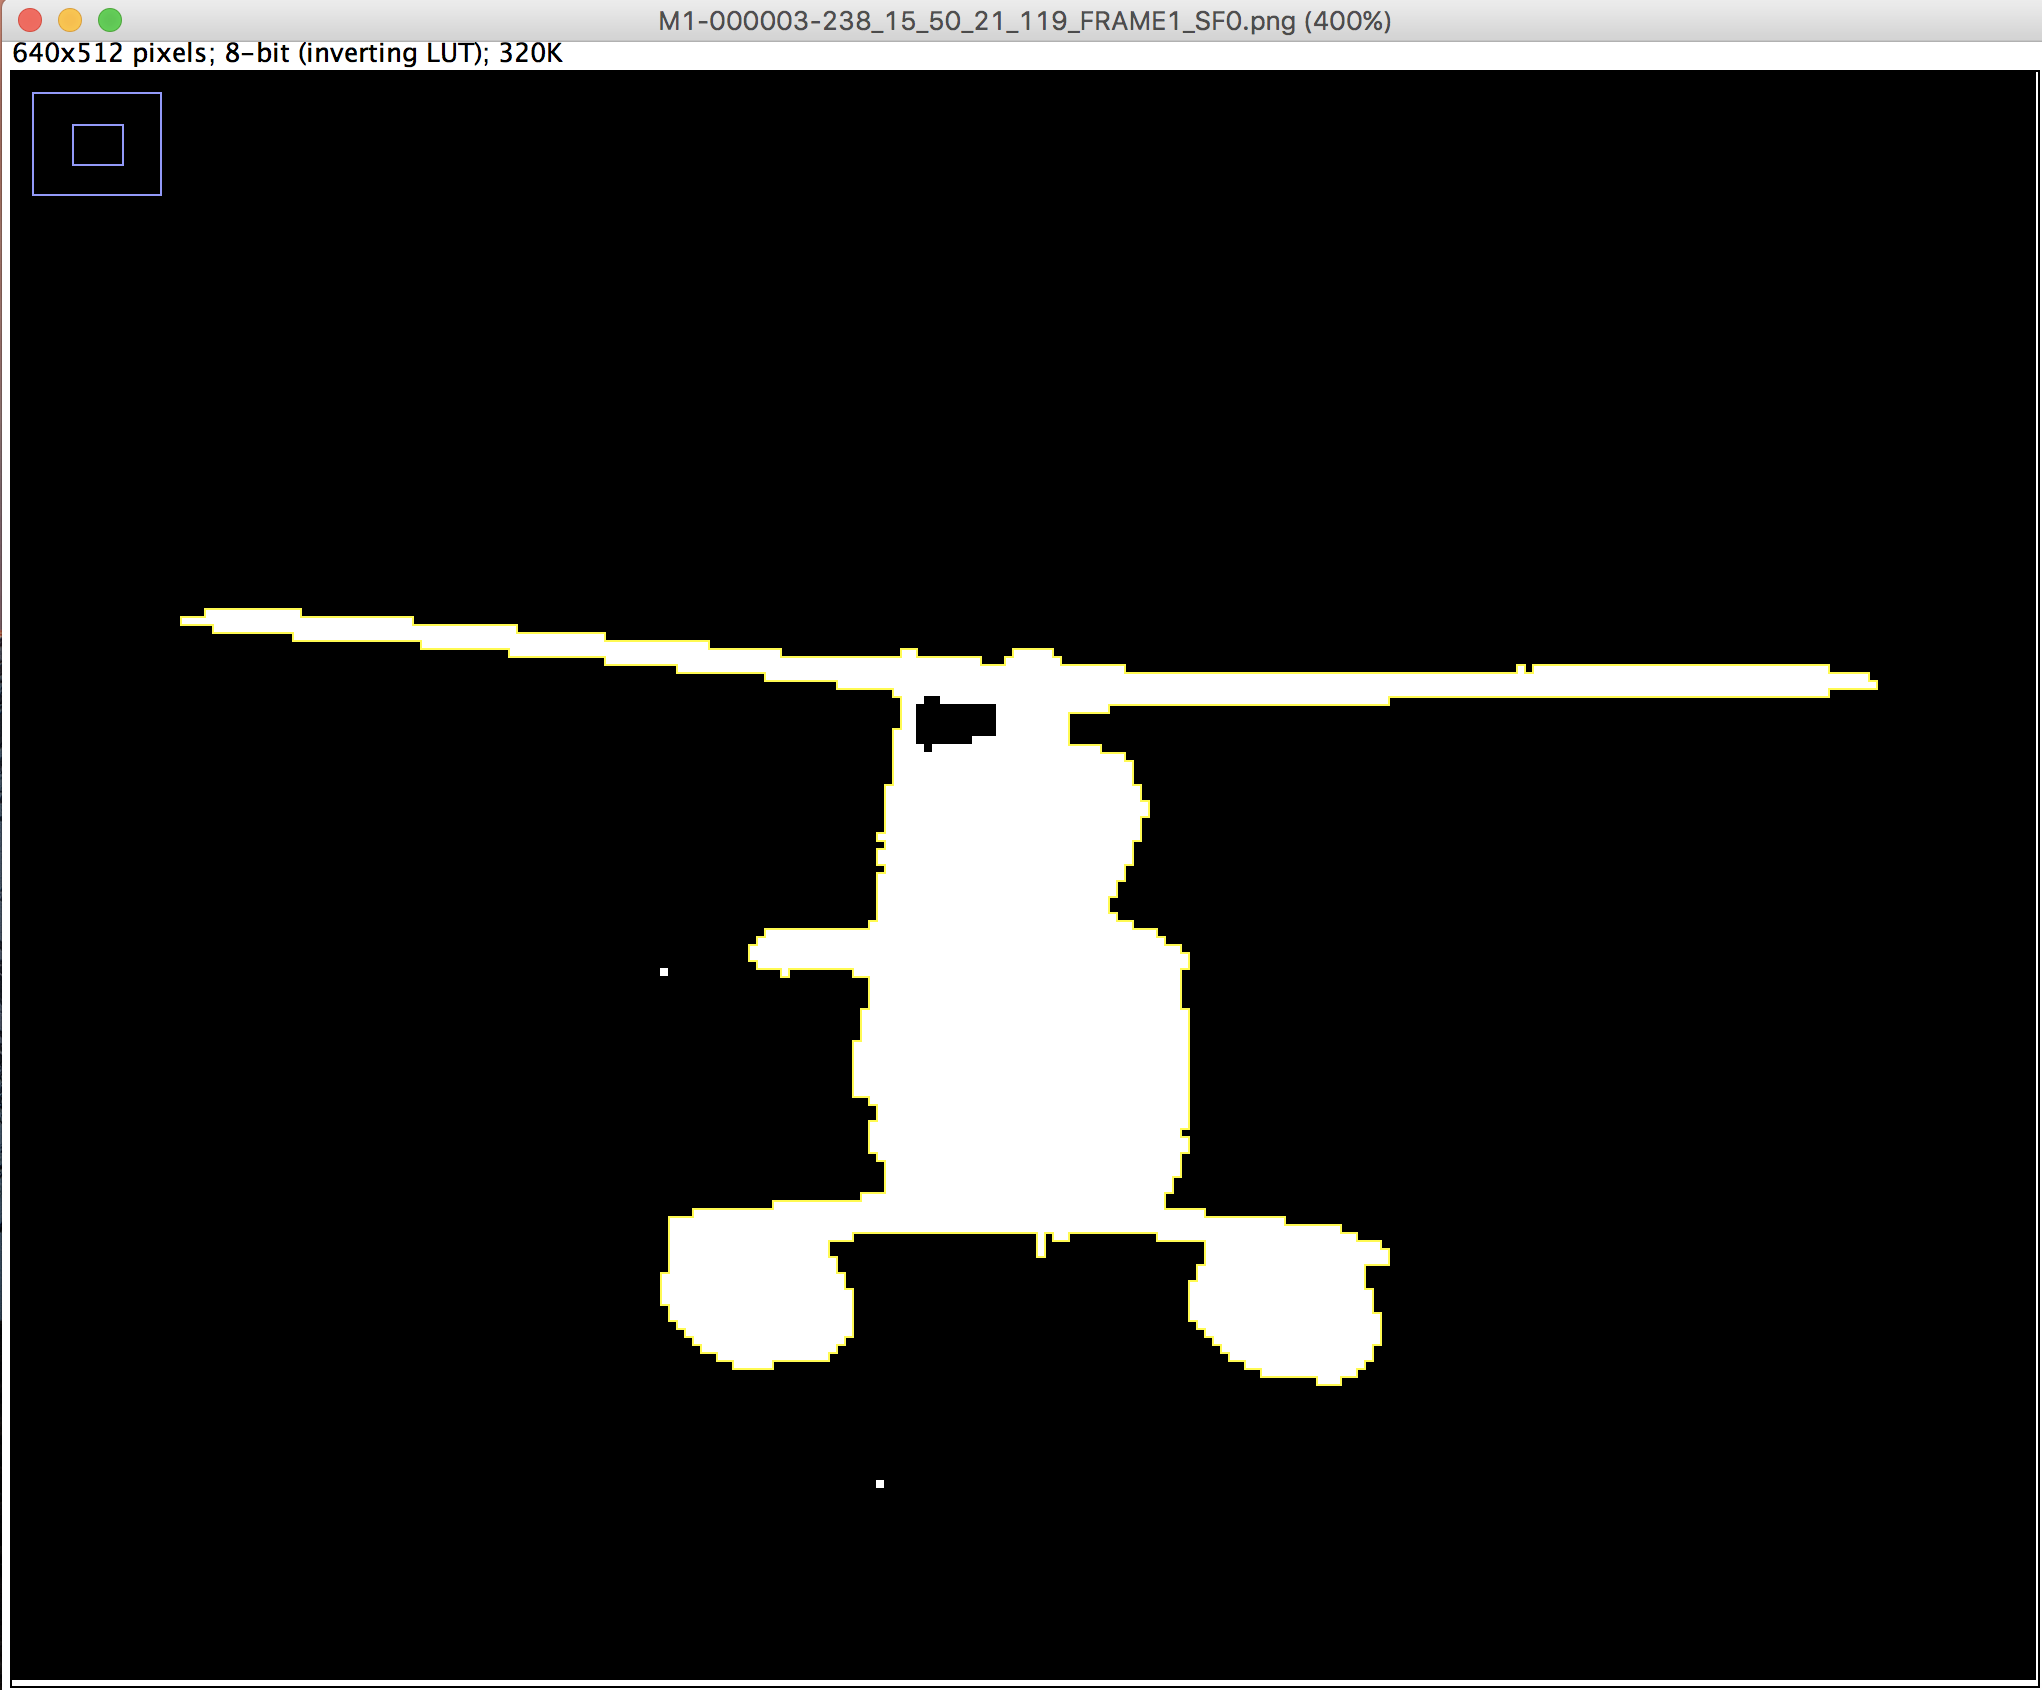 M1-000003-238_15_50_21_119_FRAME1_SF0.png (400%)
640x512 pixels; 8-bit (inverting LUT); 320K